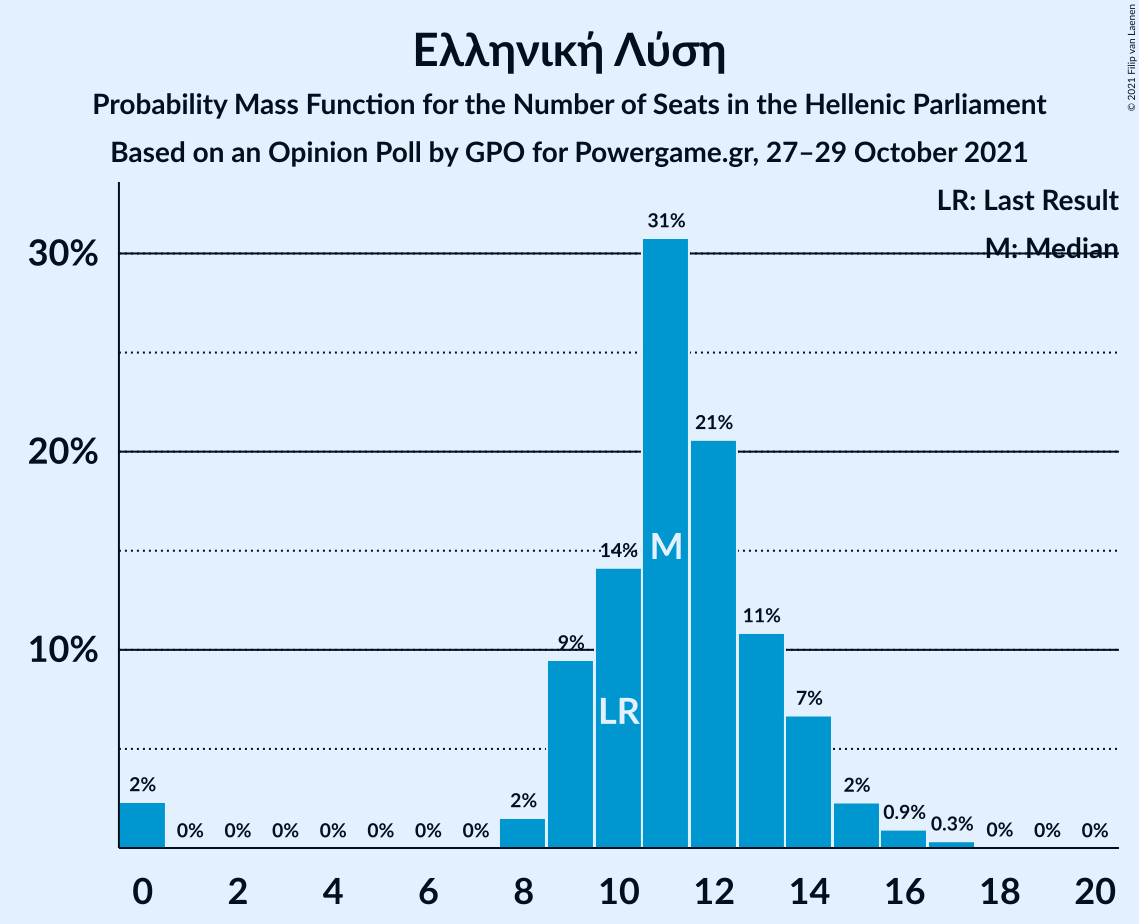 Ελληνική Λύση
Probability Mass Function for the Number of Seats in the Hellenic Parliament
Based on an Opinion Poll by GPO for Powergame.gr, 27–29 October 2021
© 2021 Filip van Laenen
LR: Last Result
M: Median
30%
20%
10%
2%
0%
0%
0%
0%
0%
0%
0%
2%
9%
14%
31%
21%
11%
7%
2%
0.9%
0.3%
0%
0%
0%
LR
M
0 2 4 6 8 10 12 14 16 18 20